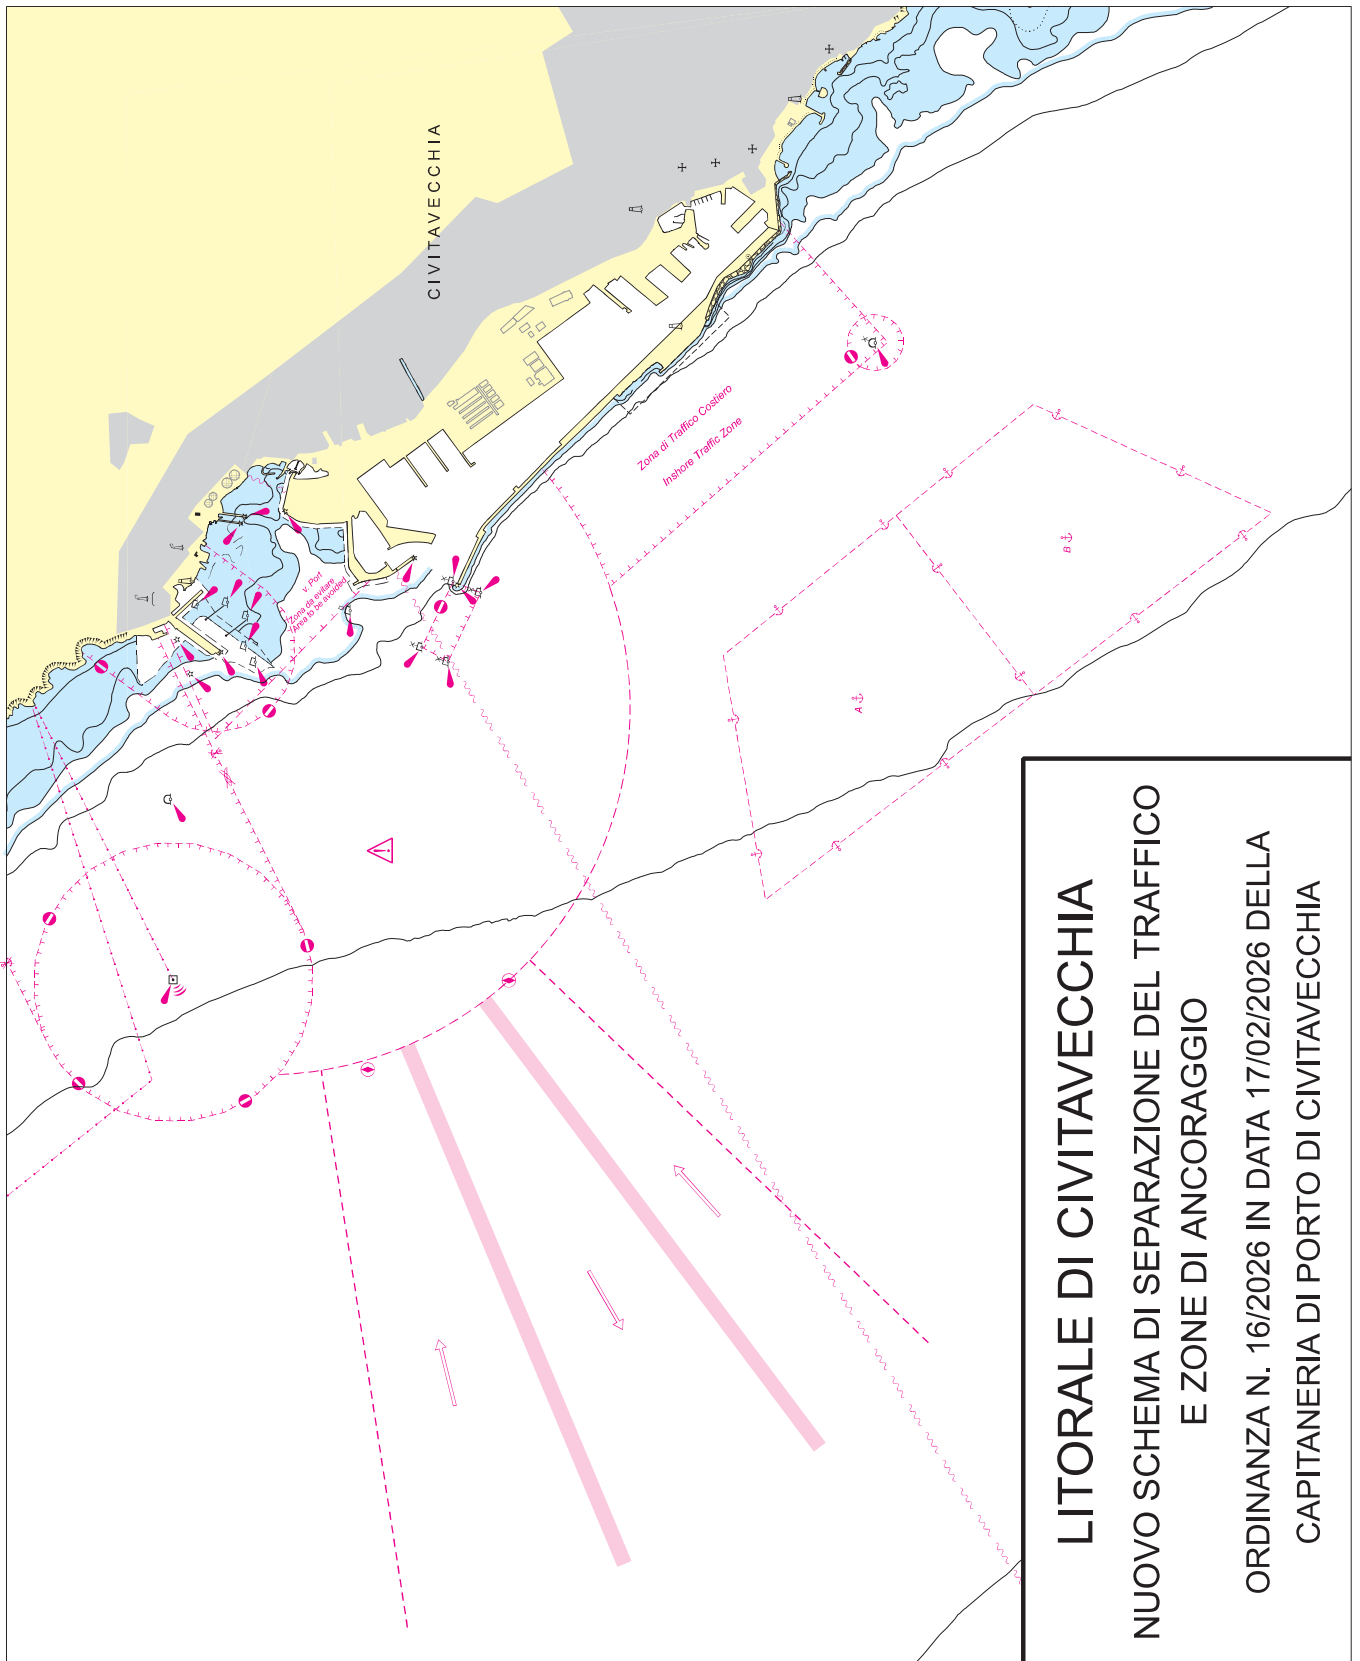 CIVITAVECCHIA
v. Port
Zona da evitare
Area to be avoided
Zona di Traffico Costiero
Inshore Traffic Zone
A
B
LITORALE DI CIVITAVECCHIA
NUOVO SCHEMA DI SEPARAZIONE DEL TRAFFICO
E ZONE DI ANCORAGGIO
ORDINANZA N. 16/2026 IN DATA 17/02/2026 DELLA
CAPITANERIA DI PORTO DI CIVITAVECCHIA